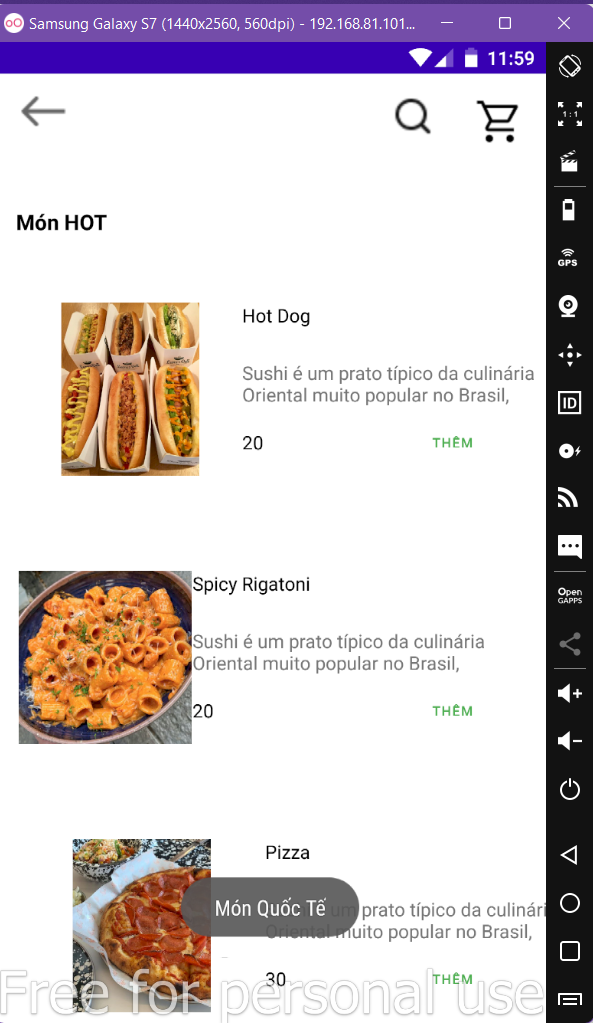 Samsung Galaxy S7 (1440x2560, 560dpi) - 192.168.81.101...
11:59
1:1
GPS
Món HOT
Hot Dog
Sushi é um prato típico da culinária
Oriental muito popular no Brasil,
20 THÊM
ID
Spicy Rigatoni
Sushi é um prato típico da culinária
Oriental muito popular no Brasil,
20 THÊM
Open
GAPPS
Pizza
um prato típico da culinári
Oriental muito popular no Brasil,
Món Quốc Tế
30 THÊM
Free for personal use